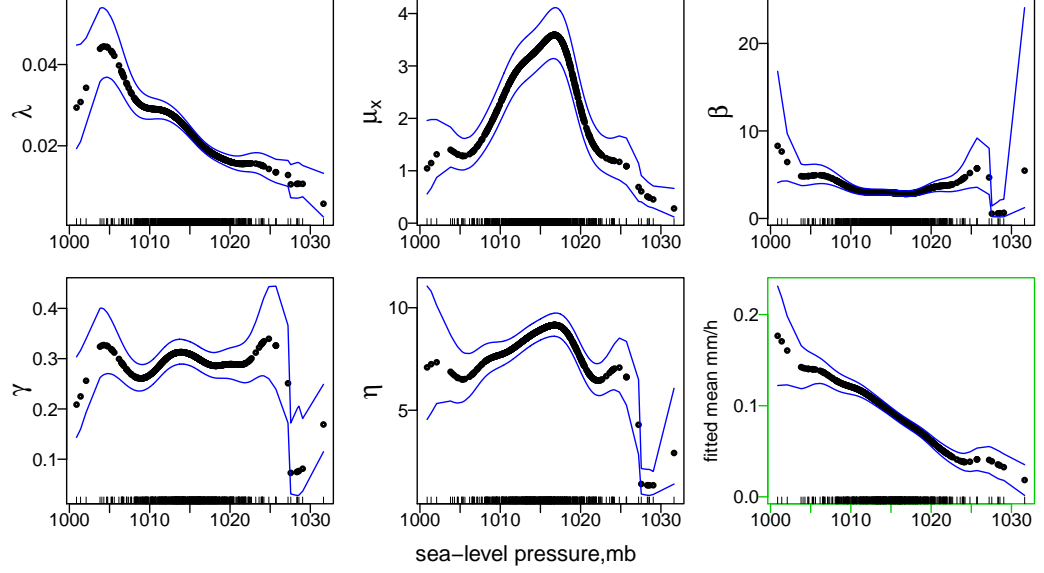 λ
0.02 0.04
1000 1010 1020 1030
μx
0 1 2 3 4
1000 1010 1020 1030
β
0 10 20
1000 1010 1020 1030
γ
0.1 0.2 0.3 0.4
1000 1010 1020 1030
η
5 10
1000 1010 1020 1030
fitted mean mm/h
0.0 0.1 0.2
1000 1010 1020 1030
sea−level pressure,mb